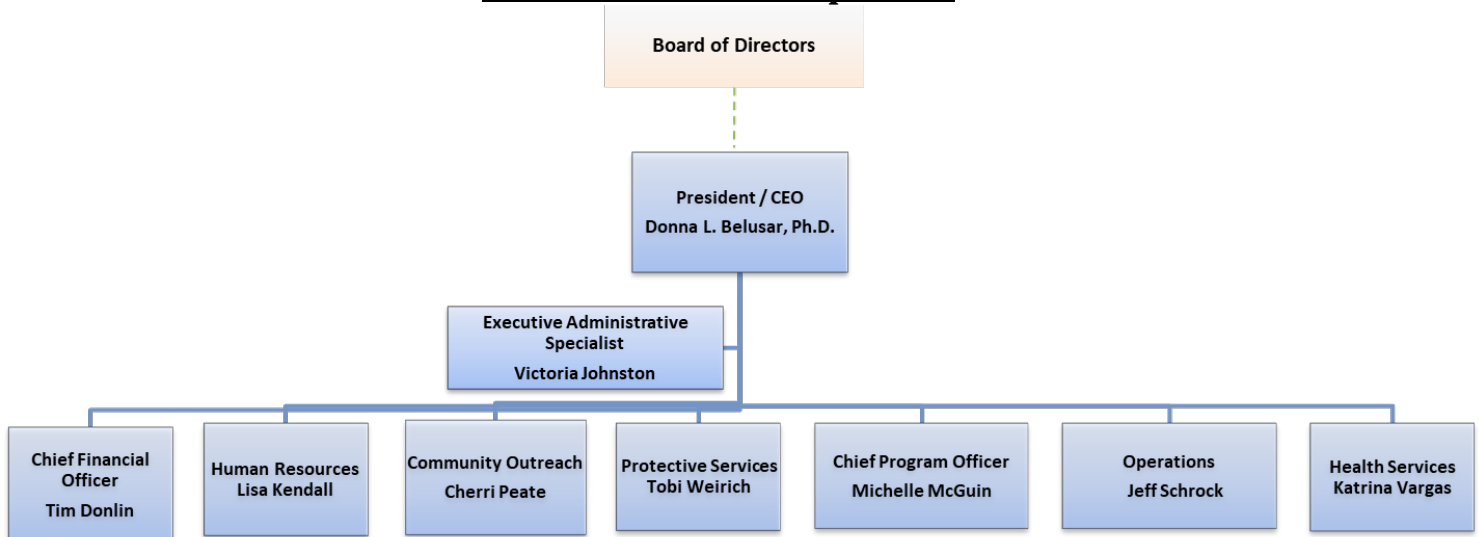 Board of Directors
President / CEO
Donna L. Belusar, Ph.D.
Executive Administrative
Specialist
Victoria Johnston
Chief Financial
Officer
Tim Donlin
Human Resources
Lisa Kendall
Community Outreach
Cherri Peate
Protective Services
Tobi Weirich
Chief Program Officer
Michelle McGuin
Operations
Jeff Schrock
Health Services
Katrina Vargas